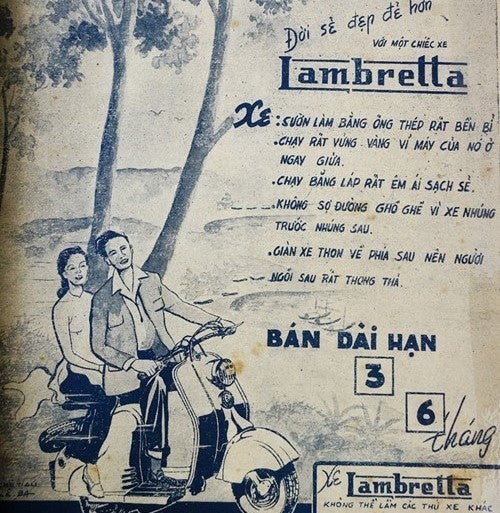 Đời sẽ đẹp đẽ hơn
VỚI MỘT CHIẾC XE
Lambretta
XE: SƯỜN LÀM BẰNG ỐNG THÉP RẤT BỀN BỈ
• CHẠY RẤT VỮNG VÀNG VÌ MÁY CỦA NÓ Ở
NGAY GIỮA.
• CHẠY BẰNG LÁP RẤT ÊM ÁI SẠCH SẼ.
• KHÔNG SỢ ĐƯỜNG GHỒ GHỀ VÌ XE NHÚNG
TRƯỚC NHÚNG SAU.
• GIÀN XE THON VỀ PHÍA SAU NÊN NGƯỜI
NGỒI SAU RẤT THONG THẢ.
BÁN DÀI HẠN
3
6 tháng
XE Lambretta
KHÔNG THỂ LẦM CÁC THỨ XE KHÁC